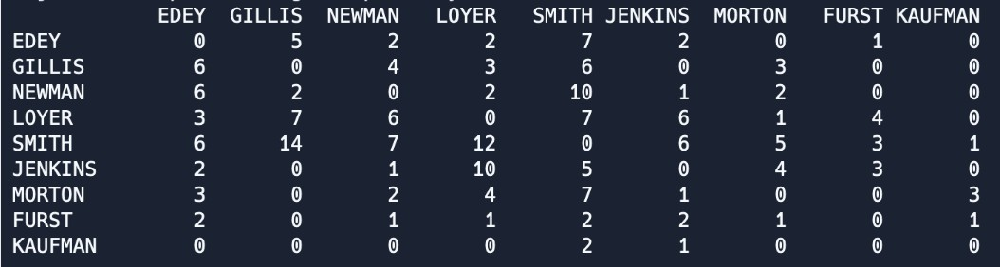 EDEY GILLIS NEWMAN LOYER SMITH JENKINS MORTON FURST KAUFMAN
EDEY 0 5 2 2 7 2 0 1 0
GILLIS 6 0 4 3 6 0 3 0 0
NEWMAN 6 2 0 2 10 1 2 0 0
LOYER 3 7 6 0 7 6 1 4 0
SMITH 6 14 7 12 0 6 5 3 1
JENKINS 2 0 1 10 5 0 4 3 0
MORTON 3 0 2 4 7 1 0 0 3
FURST 2 0 1 1 2 2 1 0 1
KAUFMAN 0 0 0 0 2 1 0 0 0